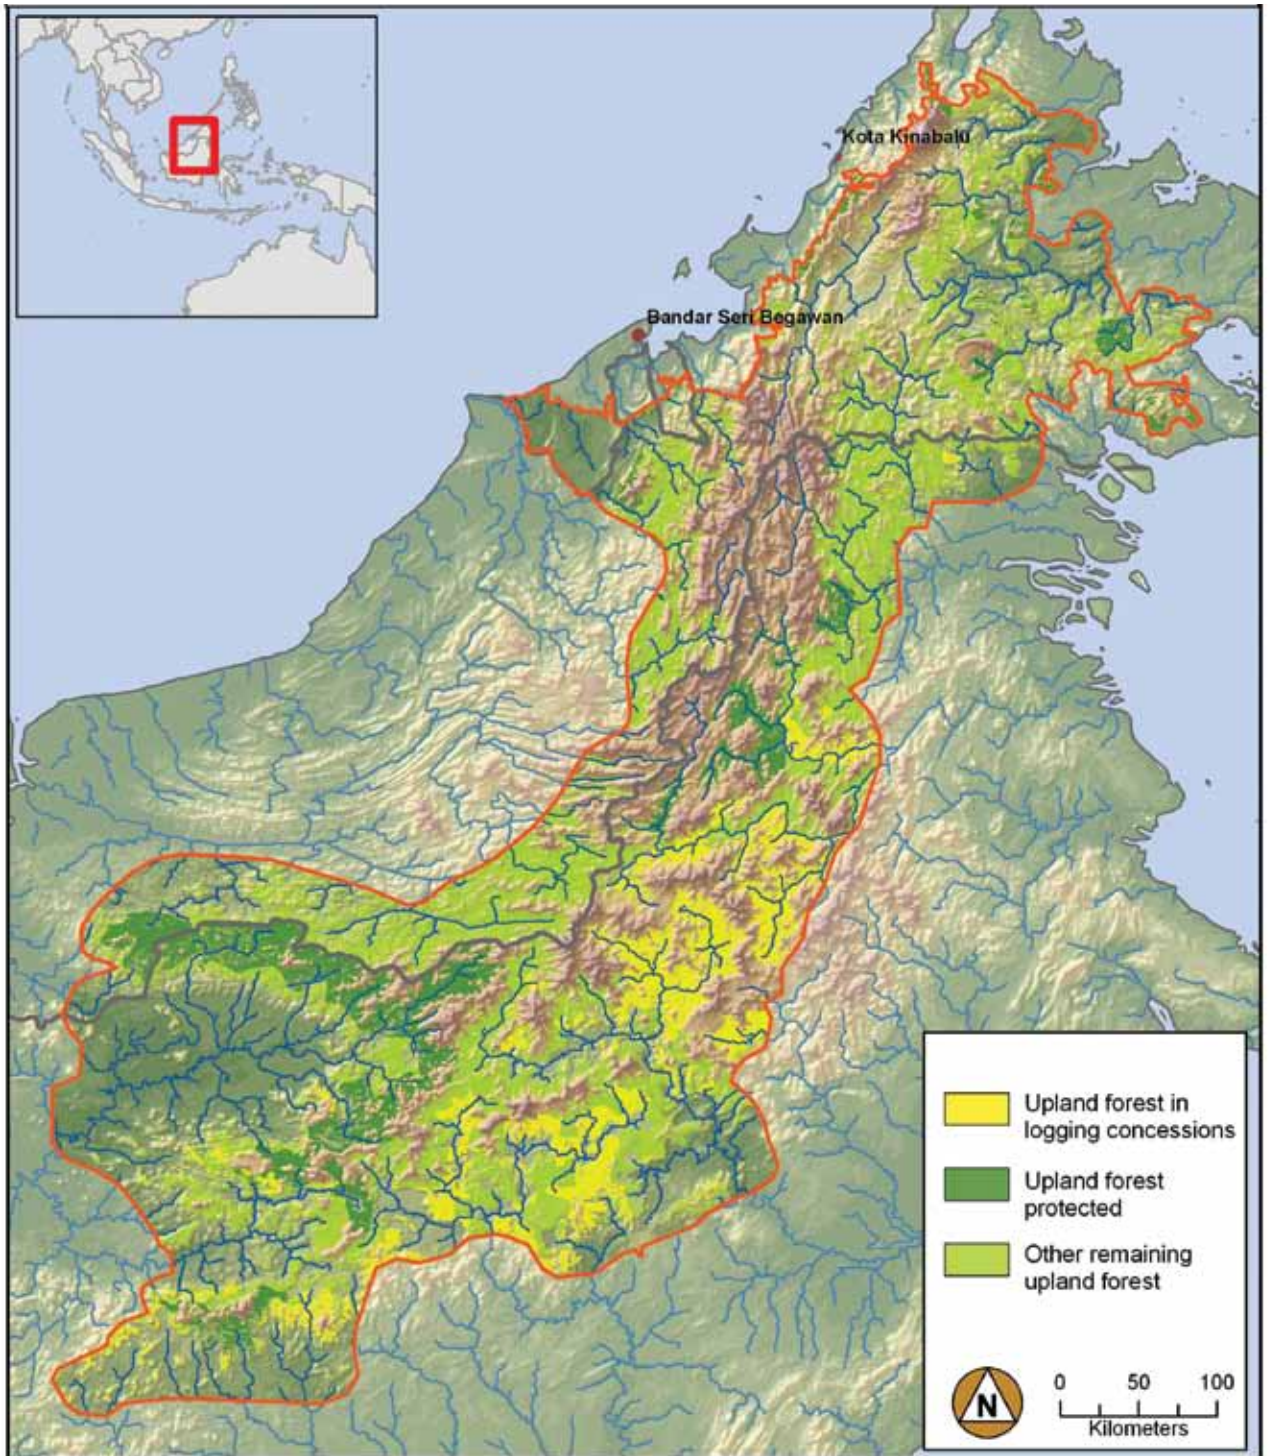 Kota Kinabalu
Bandar Seri Begawan
Upland forest in
logging concessions
Upland forest
protected
Other remaining
upland forest
N
0 50 100
Kilometers